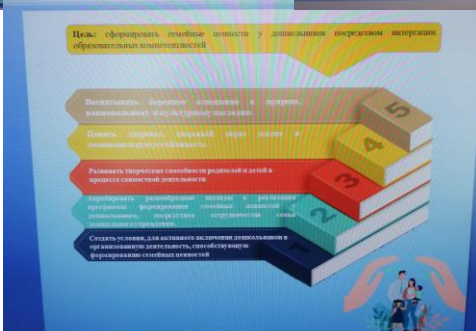 Цель: сформировать семейные ценности у дошкольников посредством интеграции
образовательных компетентностей
Воспитывать бережное отношение к природе,
национальному и культурному наследию
5
Ценить здоровье, здоровый образ жизни и
эмоциональную устойчивость
4
Развивать творческие способности родителей и детей в
процессе совместной деятельности
3
Апробировать разнообразные подходы к реализации
программы формирования семейных ценностей у
дошкольников, посредством сотрудничества семьи
дошкольного учреждения.
2
Создать условия, для активного включения дошкольников в
организованную деятельность, способствующую
формированию семейных ценностей
1